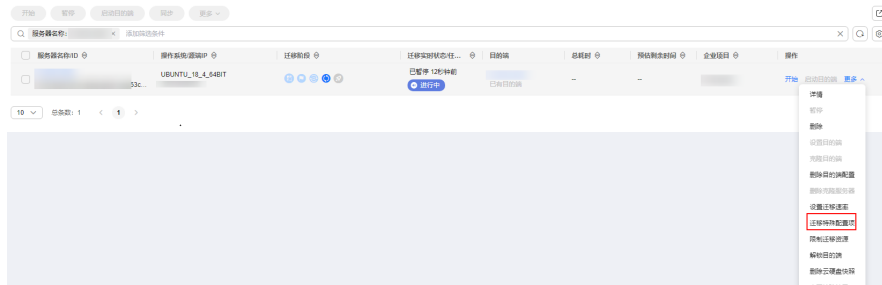 开始 暂停 启动目的端 同步 更多
服务器名称: × 添加筛选条件
服务器名称/ID 操作系统/源端IP 迁移阶段 迁移实时状态/任... 目的端 总耗时 预估剩余时间 企业项目 操作
53c... UBUNTU_18_4_64BIT 已暂停 12秒钟前 进行中 已有目的端 -- -- 开始 启动目的端 更多
10 总条数: 1 < 1 >
详情
暂停
删除
设置目的端
克隆目的端
删除目的端配置
删除克隆服务器
设置迁移速率
迁移特殊配置项
限制迁移资源
解锁目的端
删除云硬盘快照